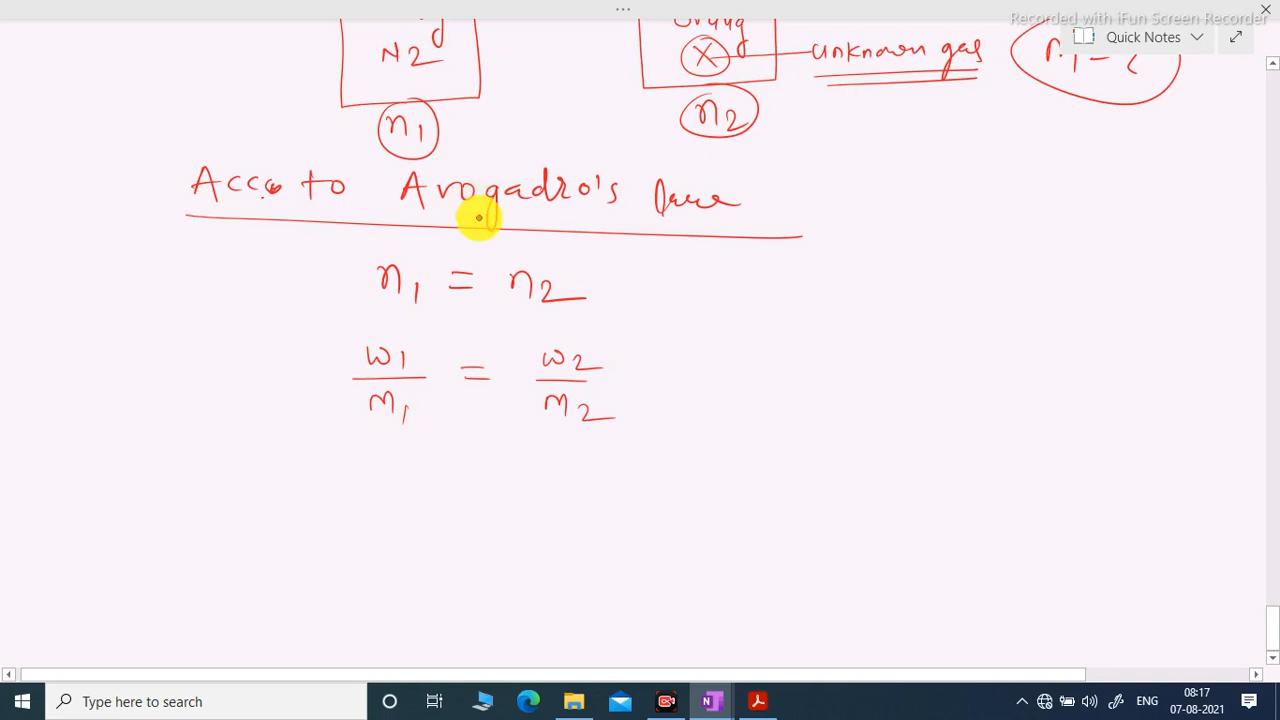 Recorded with iFun Screen Recorder
Quick Notes
N2
X unknown gas
n1 n2
Acc. to Avogadro's
n1 = n2
w1/M1 = w2/M2
Type here to search
ENG
08:17
07-08-2021